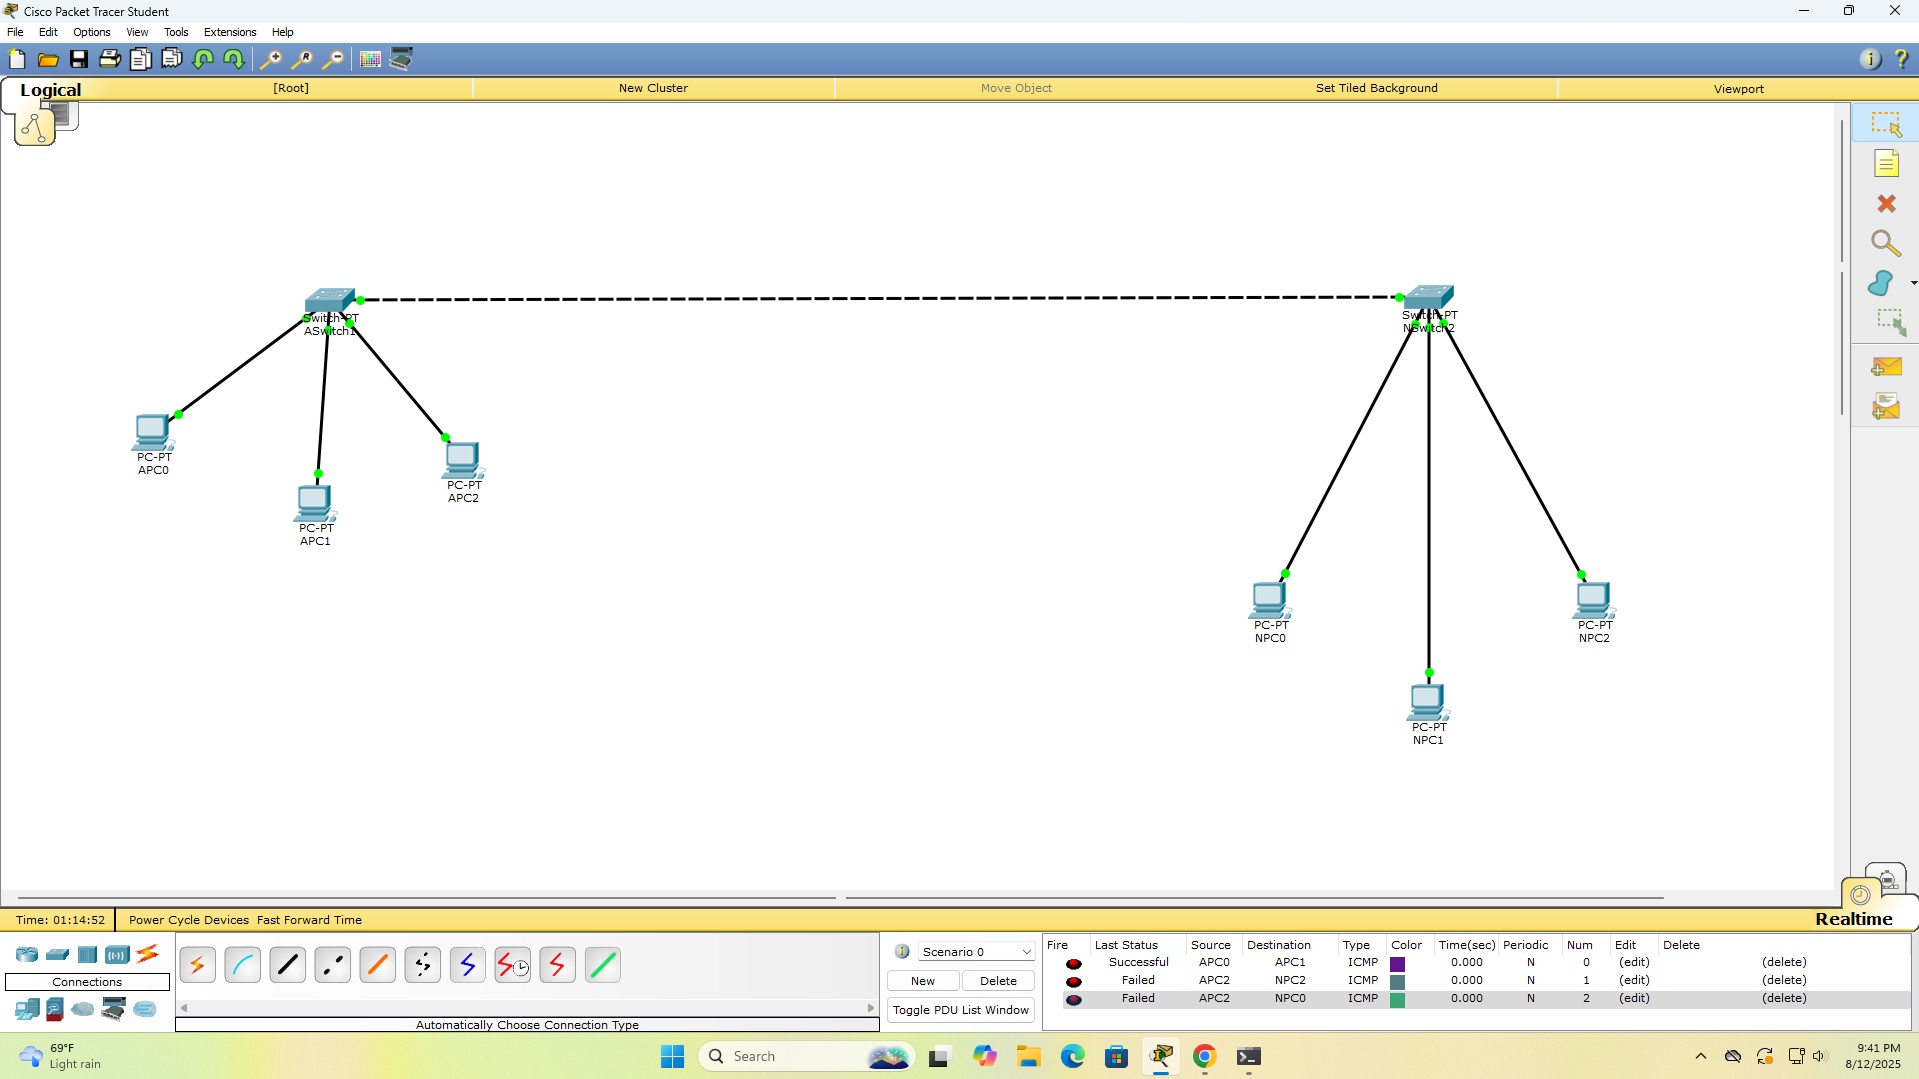 Cisco Packet Tracer Student
File Edit Options View Tools Extensions Help
Logical [Root] New Cluster Move Object Set Tiled Background Viewport
Switch-PT
ASwitch1
Switch-PT
NSwitch2
PC-PT
APC0
PC-PT
APC2
PC-PT
APC1
PC-PT
NPC0
PC-PT
NPC2
PC-PT
NPC1
Time: 01:14:52 Power Cycle Devices Fast Forward Time Realtime
Connections
Automatically Choose Connection Type
Scenario 0
New Delete
Toggle PDU List Window
Fire Last Status Source Destination Type Color Time(sec) Periodic Num Edit Delete
Successful APC0 APC1 ICMP 0.000 N 0 (edit) (delete)
Failed APC2 NPC2 ICMP 0.000 N 1 (edit) (delete)
Failed APC2 NPC0 ICMP 0.000 N 2 (edit) (delete)
69°F
Light rain
Search
9:41 PM
8/12/2025